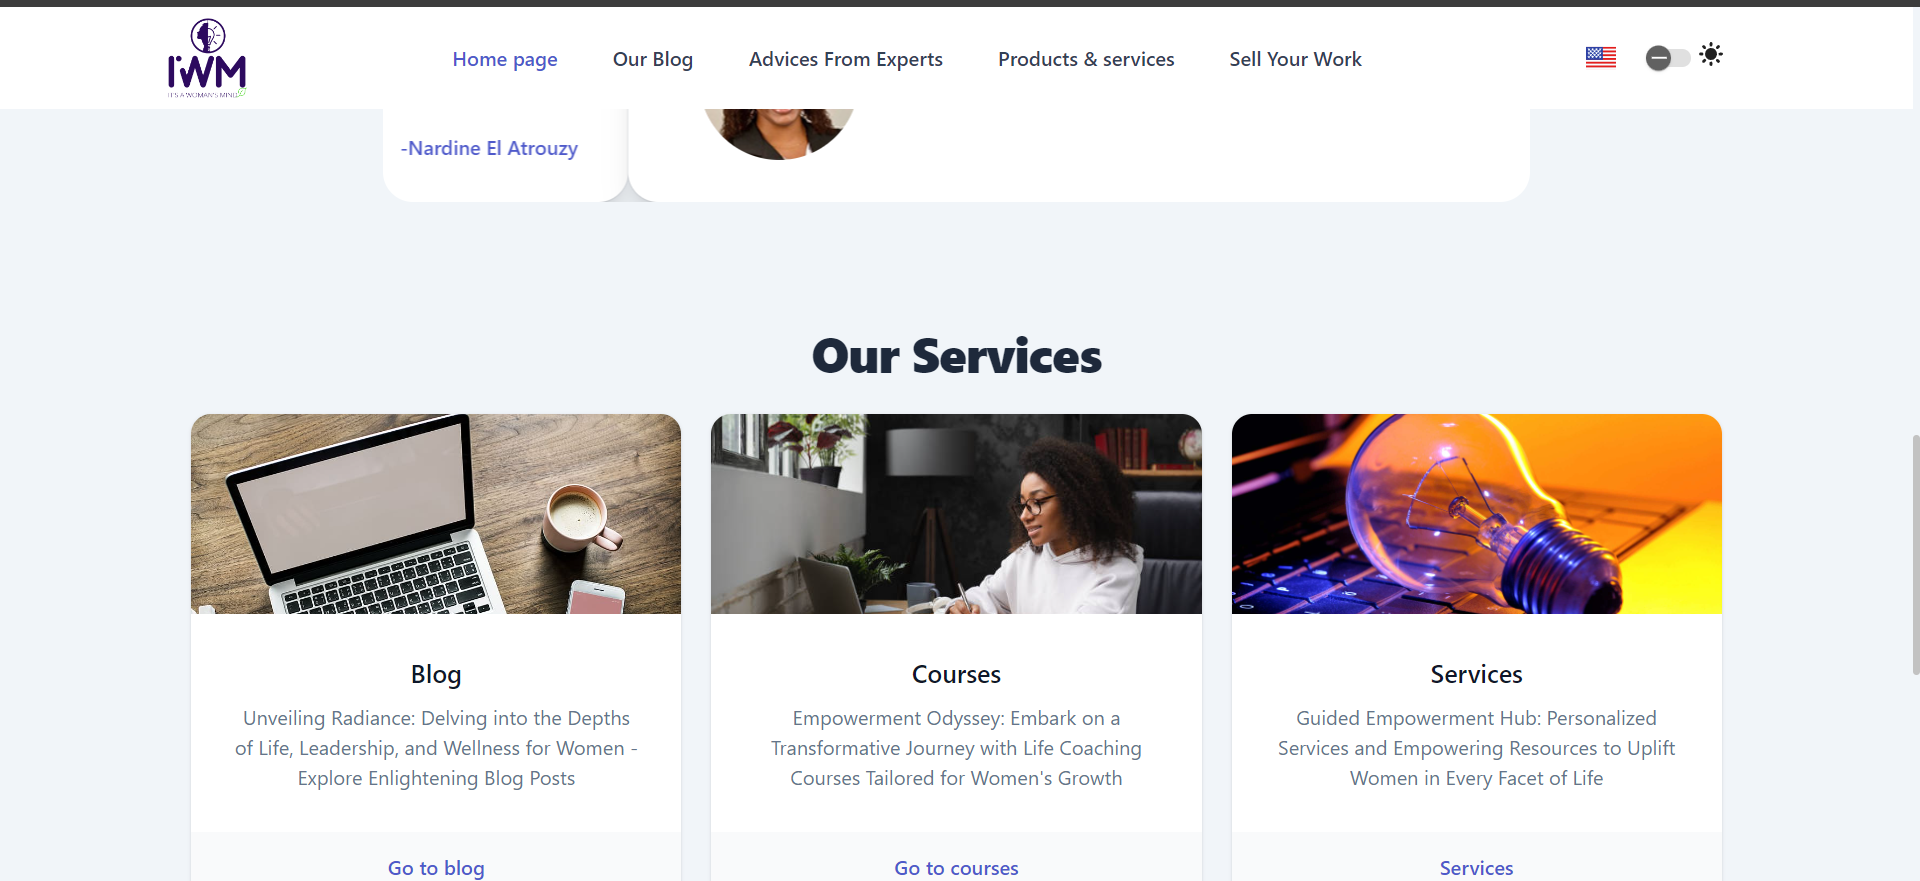 I'WM
IT'S A WOMAN'S MIND
Home page
Our Blog
Advices From Experts
Products & services
Sell Your Work
-Nardine El Atrouzy
Our Services
Blog
Unveiling Radiance: Delving into the Depths
of Life, Leadership, and Wellness for Women -
Explore Enlightening Blog Posts
Go to blog
Courses
Empowerment Odyssey: Embark on a
Transformative Journey with Life Coaching
Courses Tailored for Women's Growth
Go to courses
Services
Guided Empowerment Hub: Personalized
Services and Empowering Resources to Uplift
Women in Every Facet of Life
Services